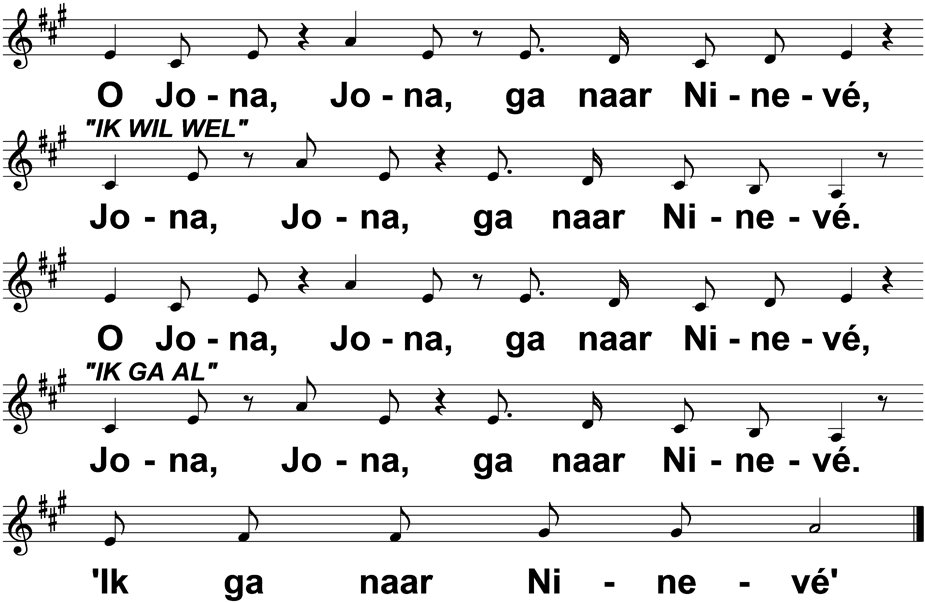 O Jo - na, Jo - na, ga naar Ni - ne - vé,
"IK WIL WEL"
Jo - na, Jo - na, ga naar Ni - ne - vé.
O Jo - na, Jo - na, ga naar Ni - ne - vé,
"IK GA AL"
Jo - na, Jo - na, ga naar Ni - ne - vé.
'Ik ga naar Ni - ne - vé'